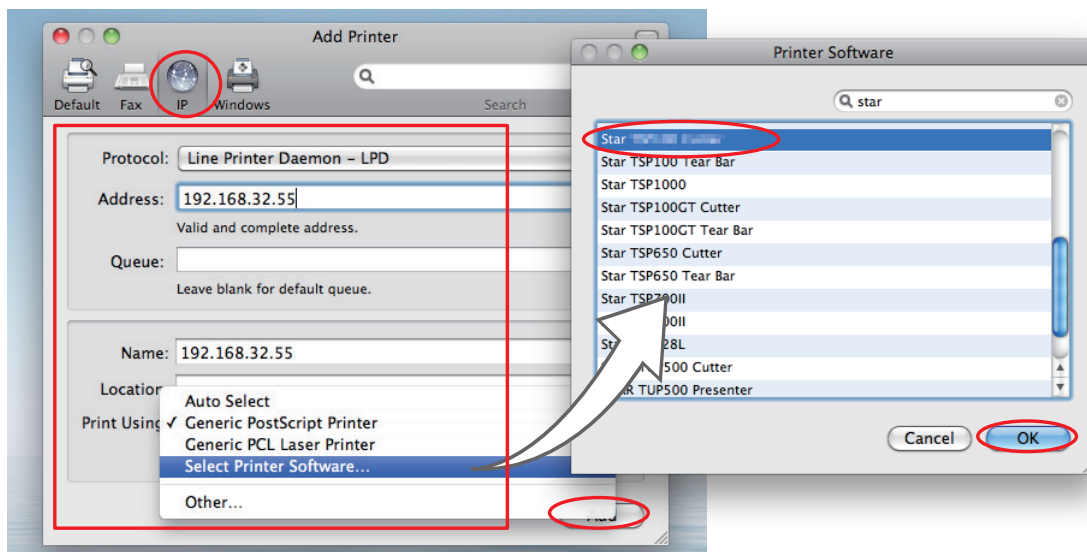 Add Printer
Default Fax IP Windows
Search
Protocol: Line Printer Daemon – LPD
Address: 192.168.32.55
Valid and complete address.
Queue:
Leave blank for default queue.
Name: 192.168.32.55
Location
Print Using ✓ Generic PostScript Printer
Auto Select
Generic PCL Laser Printer
Select Printer Software...
Other...
Add
Printer Software
star
Star
Star TSP100 Tear Bar
Star TSP1000
Star TSP100GT Cutter
Star TSP100GT Tear Bar
Star TSP650 Cutter
Star TSP650 Tear Bar
Star TSP700II
500 Cutter
TUP500 Presenter
Cancel
OK